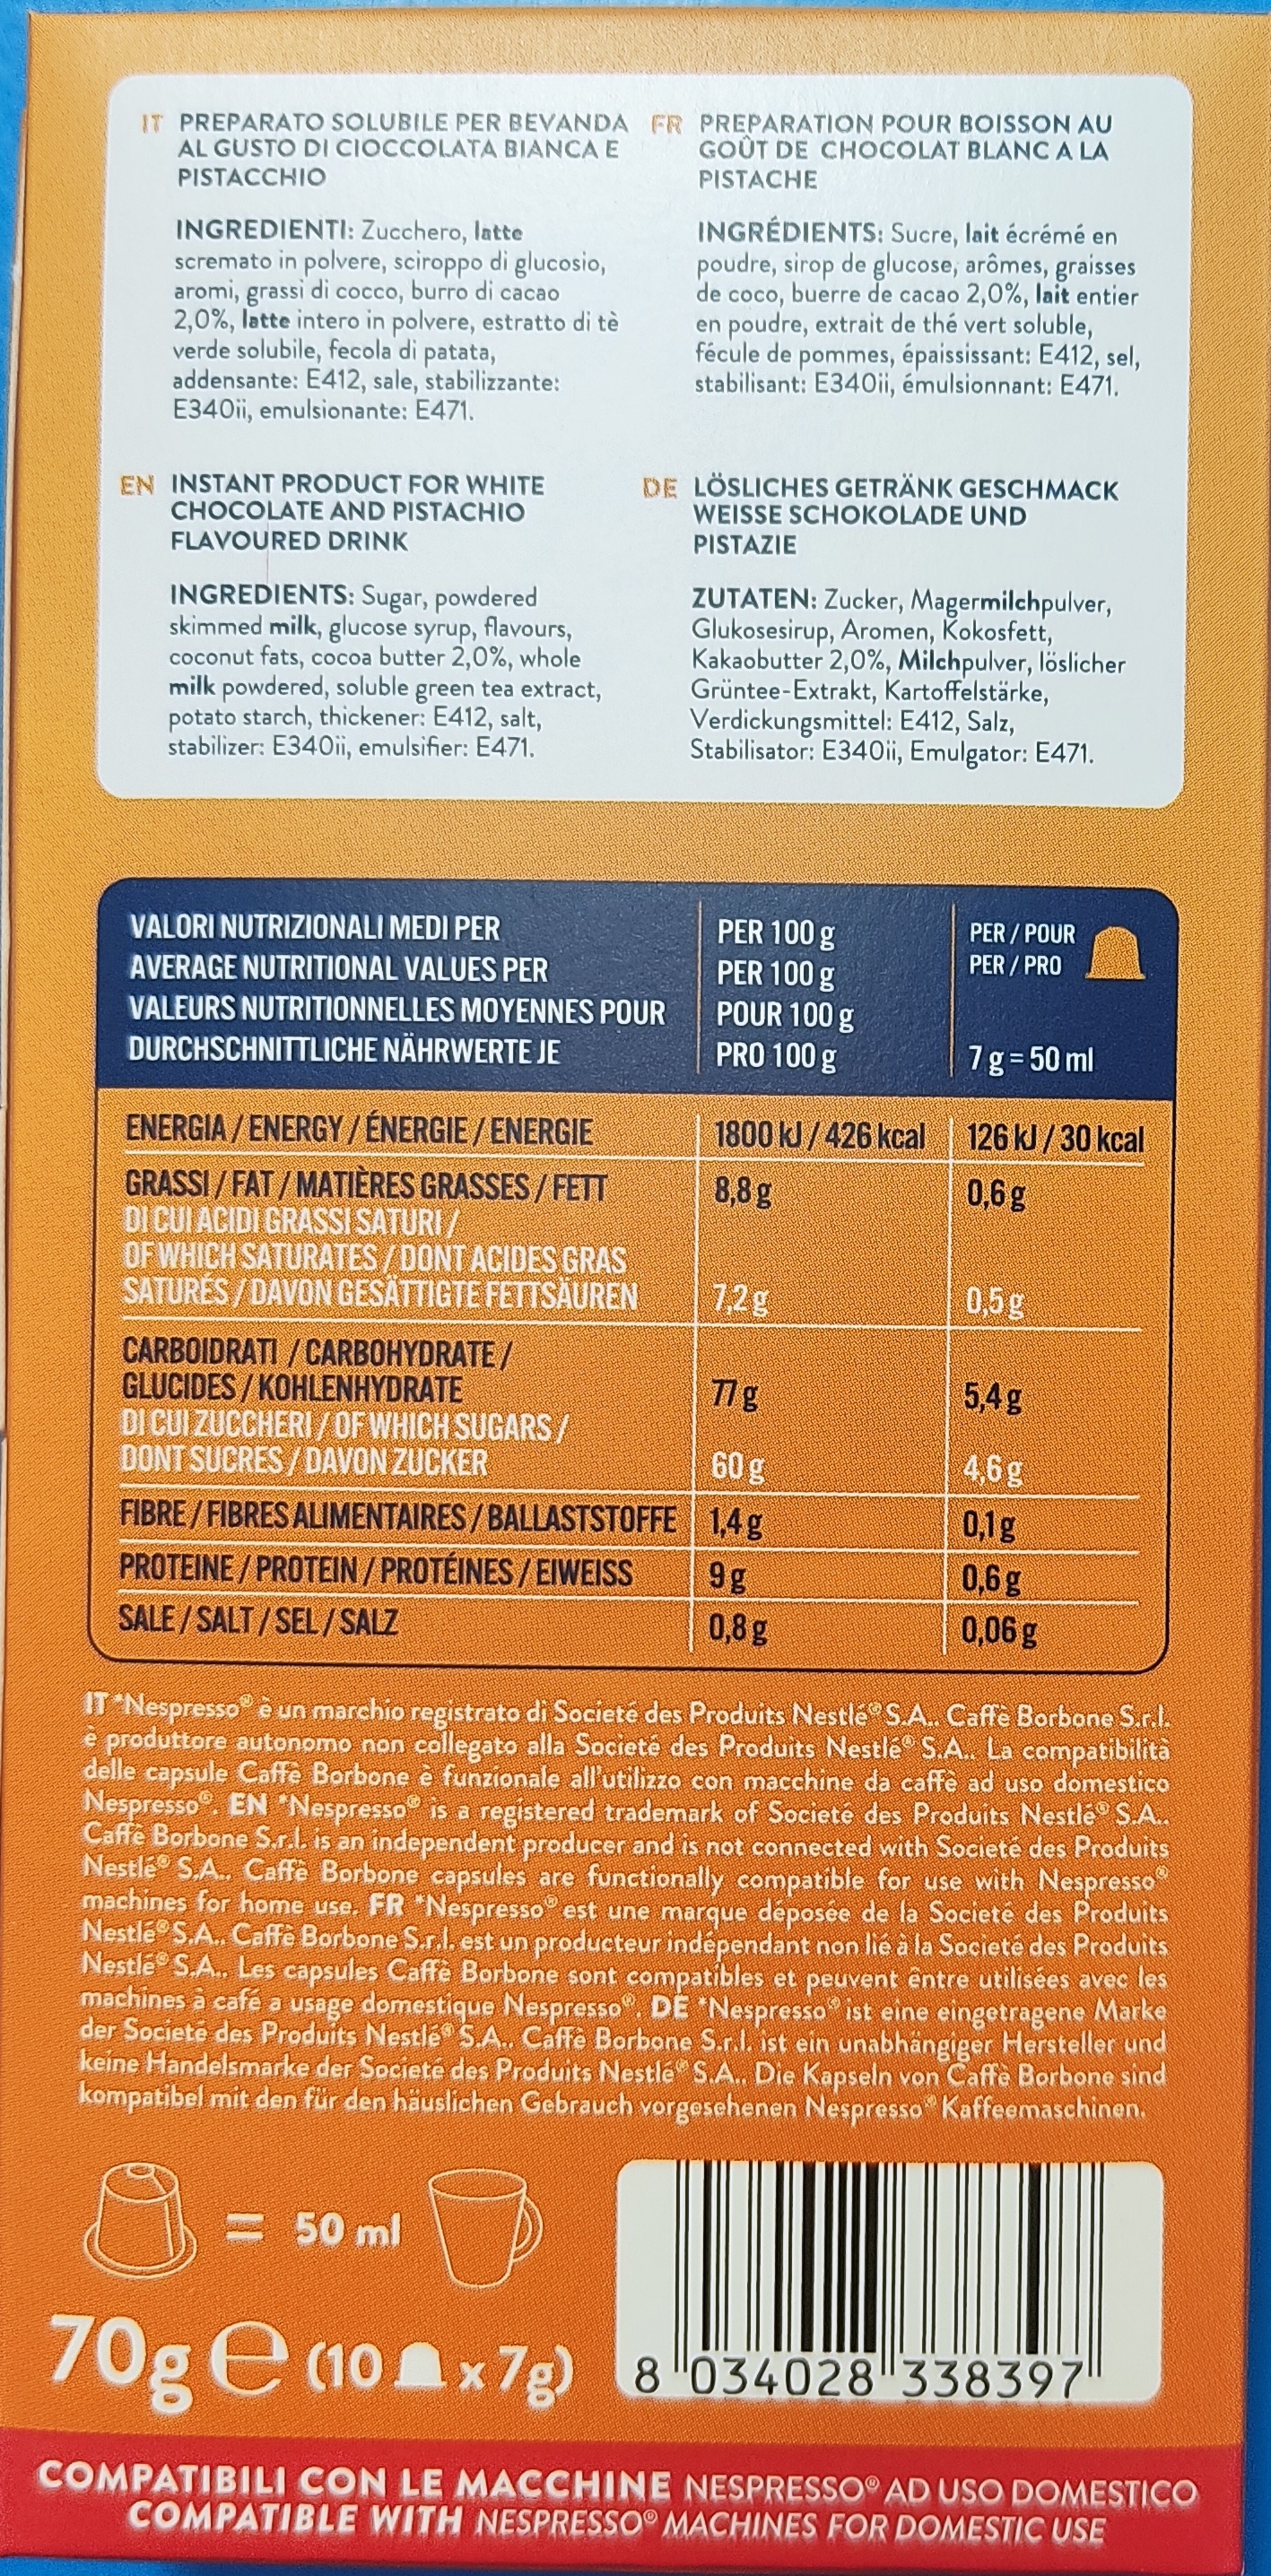 IT PREPARATO SOLUBILE PER BEVANDA
AL GUSTO DI CIOCCOLATA BIANCA E
PISTACCHIO
INGREDIENTI: Zucchero, latte
scremato in polvere, sciroppo di glucosio,
aromi, grassi di cocco, burro di cacao
2,0%, latte intero in polvere, estratto di tè
verde solubile, fecola di patata,
addensante: E412, sale, stabilizzante:
E340ii, emulsionante: E471.
FR PREPARATION POUR BOISSON AU
GOÛT DE CHOCOLAT BLANC A LA
PISTACHE
INGRÉDIENTS: Sucre, lait écrémé en
poudre, sirop de glucose, arômes, graisses
de coco, buerre de cacao 2,0%, lait entier
en poudre, extrait de thé vert soluble,
fécule de pommes, épaississant: E412, sel,
stabilisant: E340ii, émulsionnant: E471.
EN INSTANT PRODUCT FOR WHITE
CHOCOLATE AND PISTACHIO
FLAVOURED DRINK
INGREDIENTS: Sugar, powdered
skimmed milk, glucose syrup, flavours,
coconut fats, cocoa butter 2,0%, whole
milk powdered, soluble green tea extract,
potato starch, thickener: E412, salt,
stabilizer: E340ii, emulsifier: E471.
DE LÖSLICHES GETRÄNK GESCHMACK
WEISSE SCHOKOLADE UND
PISTAZIE
ZUTATEN: Zucker, Magermilchpulver,
Glukosesirup, Aromen, Kokosfett,
Kakaobutter 2,0%, Milchpulver, löslicher
Grüntee-Extrakt, Kartoffelstärke,
Verdickungsmittel: E412, Salz,
Stabilisator: E340ii, Emulgator: E471.
VALORI NUTRIZIONALI MEDI PER PER 100 g PER / POUR
AVERAGE NUTRITIONAL VALUES PER PER 100 g PER / PRO
VALEURS NUTRITIONNELLES MOYENNES POUR POUR 100 g
DURCHSCHNITTLICHE NÄHRWERTE JE PRO 100 g 7 g = 50 ml
ENERGIA / ENERGY / ÉNERGIE / ENERGIE 1800 kJ / 426 kcal 126 kJ / 30 kcal
GRASSI / FAT / MATIÈRES GRASSES / FETT 8,8 g 0,6 g
DI CUI ACIDI GRASSI SATURI /
OF WHICH SATURATES / DONT ACIDES GRAS
SATURÉS / DAVON GESÄTTIGTE FETTSÄUREN 7,2 g 0,5 g
CARBOIDRATI / CARBOHYDRATE /
GLUCIDES / KOHLENHYDRATE 77 g 5,4 g
DI CUI ZUCCHERI / OF WHICH SUGARS /
DONT SUCRES / DAVON ZUCKER 60 g 4,6 g
FIBRE / FIBRES ALIMENTAIRES / BALLASTSTOFFE 1,4 g 0,1 g
PROTEINE / PROTEIN / PROTÉINES / EIWEISS 9 g 0,6 g
SALE / SALT / SEL / SALZ 0,8 g 0,06 g
IT *Nespresso® è un marchio registrato di Societé des Produits Nestlé® S.A.. Caffè Borbone S.r.l.
è produttore autonomo non collegato alla Societé des Produits Nestlé® S.A.. La compatibilità
delle capsule Caffè Borbone è funzionale all'utilizzo con macchine da caffè ad uso domestico
Nespresso®. EN *Nespresso® is a registered trademark of Societé des Produits Nestlé® S.A..
Caffè Borbone S.r.l. is an independent producer and is not connected with Societé des Produits
Nestlé® S.A.. Caffè Borbone capsules are functionally compatible for use with Nespresso®
machines for home use. FR *Nespresso® est une marque déposée de la Societé des Produits
Nestlé® S.A.. Caffè Borbone S.r.l. est un producteur indépendant non lié à la Societé des Produits
Nestlé® S.A.. Les capsules Caffè Borbone sont compatibles et peuvent êntre utilisées avec les
machines à café a usage domestique Nespresso®. DE *Nespresso® ist eine eingetragene Marke
der Societé des Produits Nestlé® S.A.. Caffè Borbone S.r.l. ist ein unabhängiger Hersteller und
keine Handelsmarke der Societé des Produits Nestlé® S.A.. Die Kapseln von Caffè Borbone sind
kompatibel mit den für den häuslichen Gebrauch vorgesehenen Nespresso® Kaffeemaschinen.
= 50 ml
70g e (10 x 7g)
8 034028 338397
COMPATIBILI CON LE MACCHINE NESPRESSO® AD USO DOMESTICO
COMPATIBLE WITH NESPRESSO® MACHINES FOR DOMESTIC USE